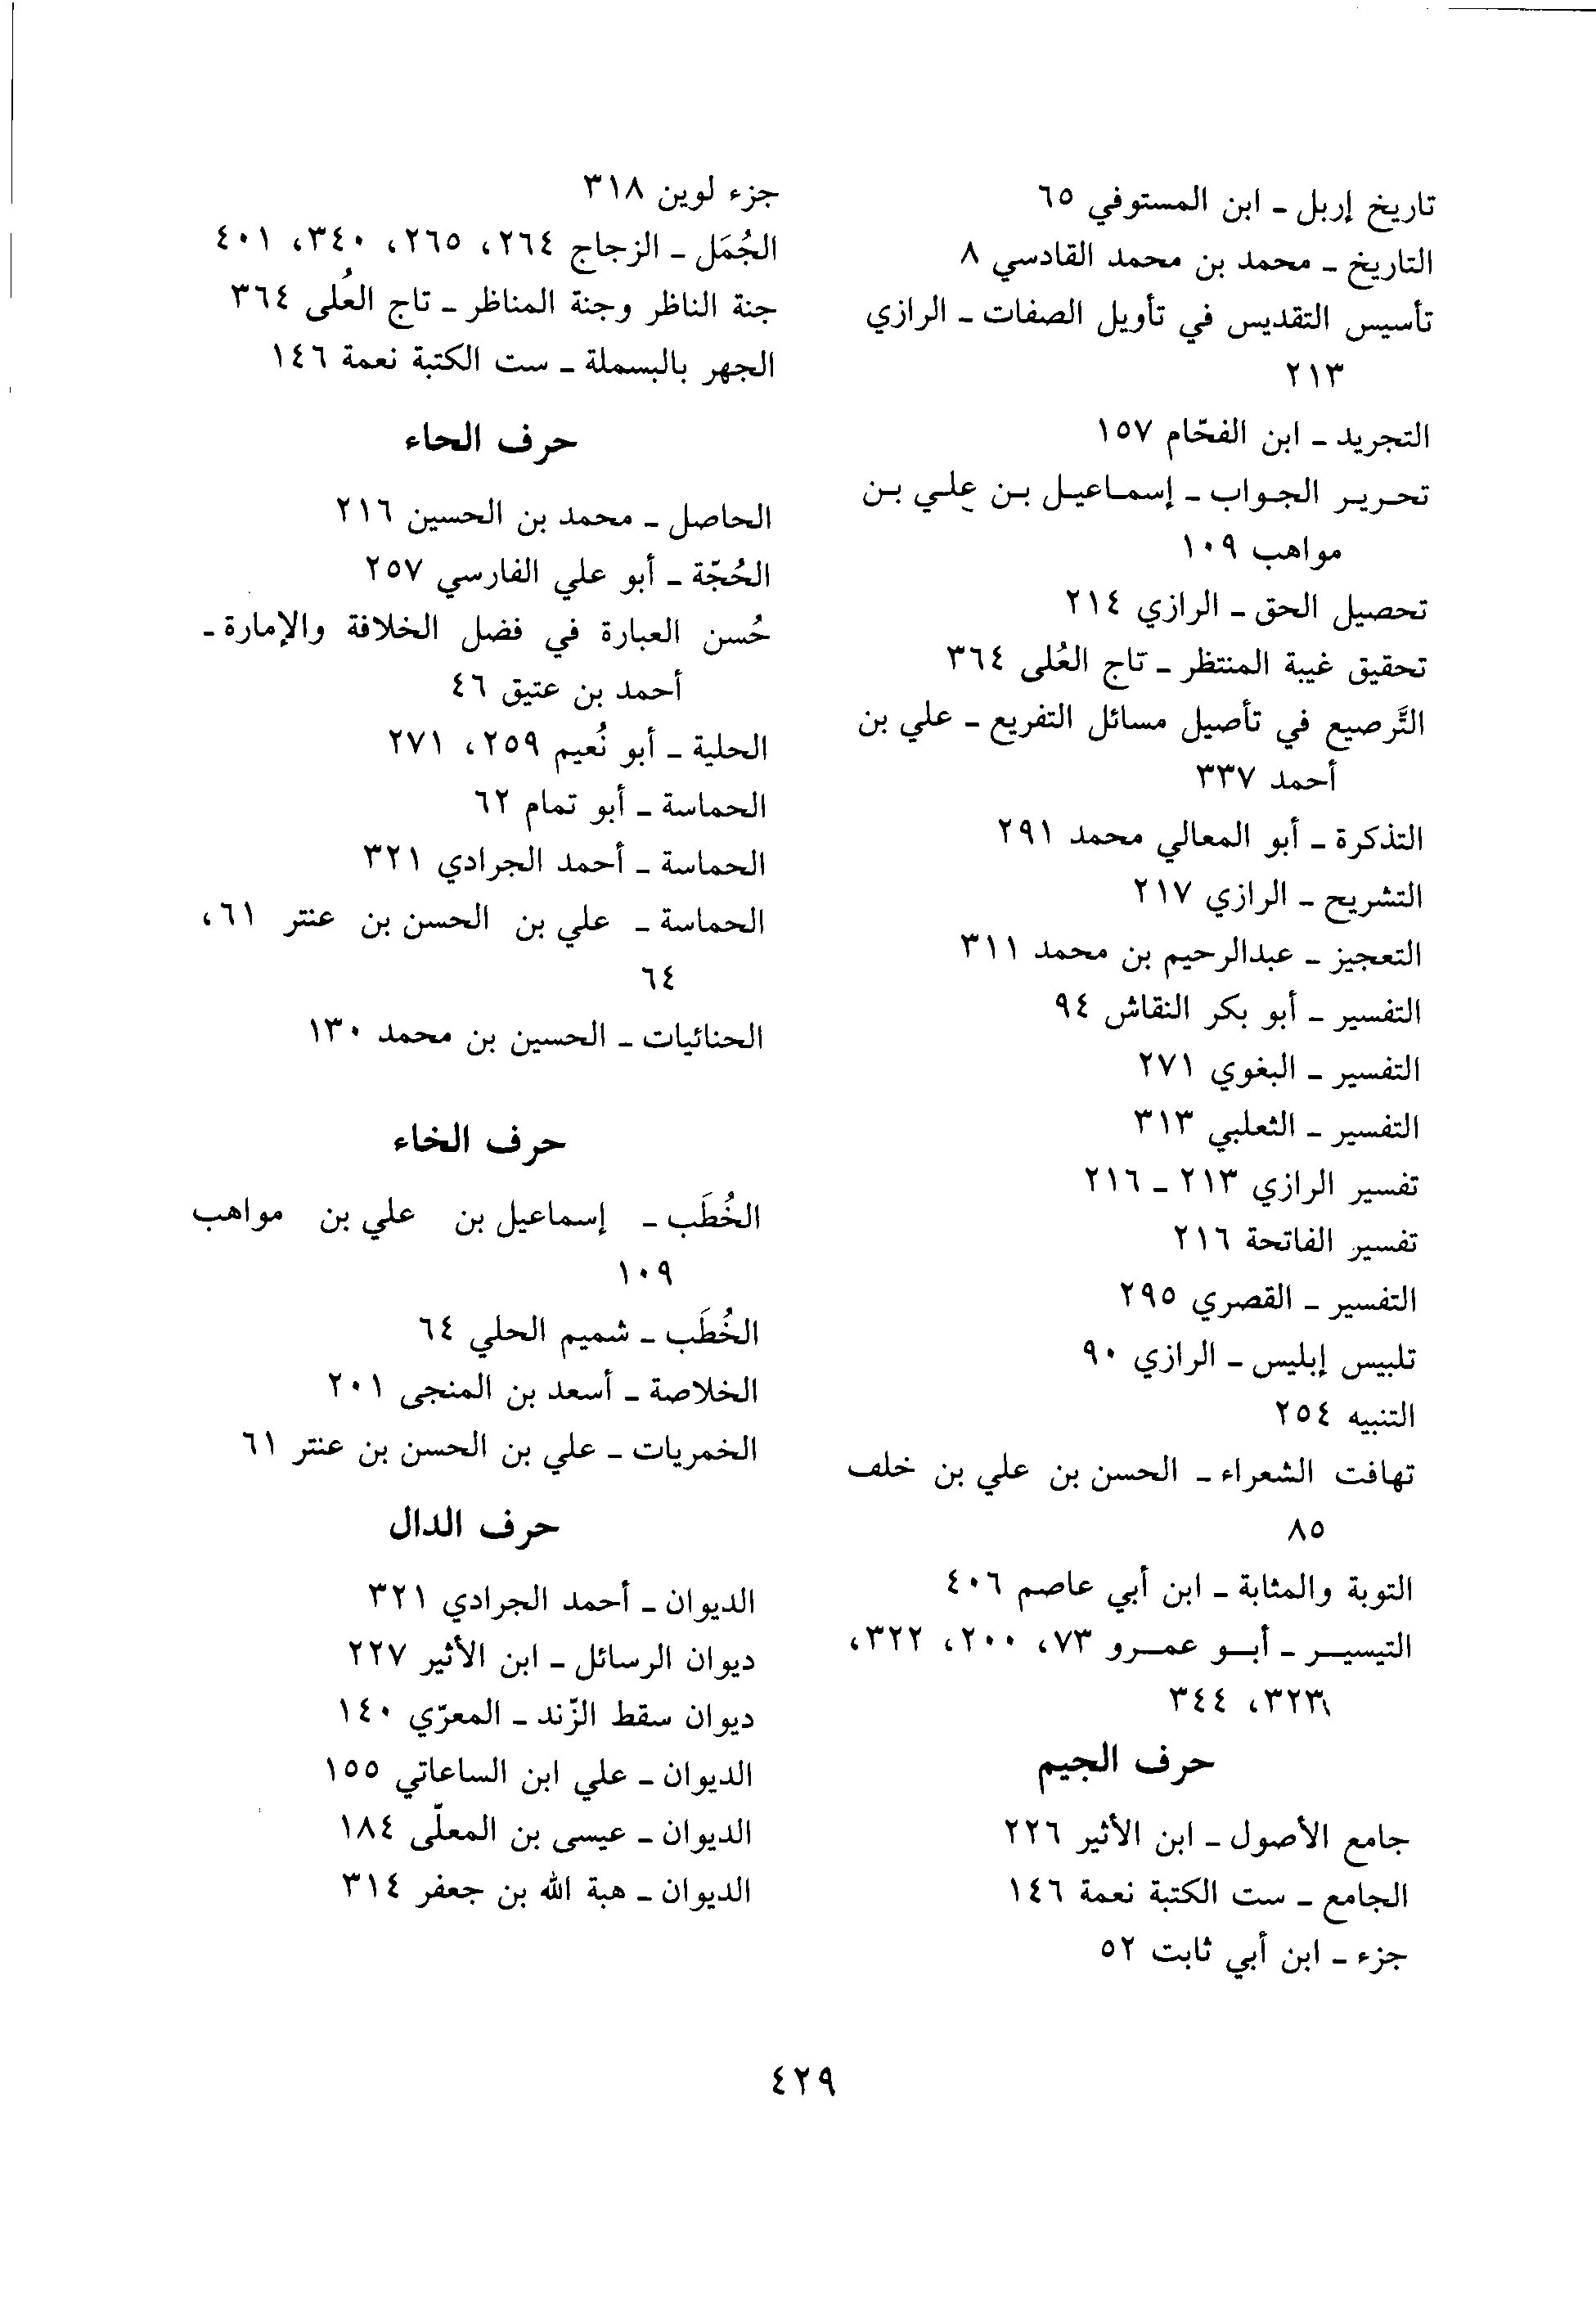 تاريخ إربل ـ ابن المستوفي ٦٥
التاريخ ـ محمد بن محمد القادسي ٨
تأسيس التقديس في تأويل الصفات ـ الرازي
٢١٣
التجريد ـ ابن الفحّام ١٥٧
تحرير الجواب ـ إسماعيل بن علي بن
مواهب ١٠٩
تحصيل الحق ـ الرازي ٢١٤
تحقيق غيبة المنتظر ـ تاج العُلى ٣٦٤
التَّرصيع في تأصيل مسائل التفريع ـ علي بن
أحمد ٣٣٧
التذكرة ـ أبو المعالي محمد ٢٩١
التشريح ـ الرازي ٢١٧
التعجيز ـ عبدالرحيم بن محمد ٣١١
التفسير ـ أبو بكر النقاش ٩٤
التفسير ـ البغوي ٢٧١
التفسير ـ الثعلبي ٣١٣
تفسير الرازي ٢١٣ ـ ٢١٦
تفسير الفاتحة ٢١٦
التفسير ـ القصري ٢٩٥
تلبيس إبليس ـ الرازي ٩٠
التنبيه ٢٥٤
تهافت الشعراء ـ الحسن بن علي بن خلف
٨٥
التوبة والمثابة ـ ابن أبي عاصم ٤٠٦
التيسير ـ أبو عمرو ٧٣، ٢٠٠، ٣٢٢،
٣٢٣، ٣٤٤
حرف الجيم
جامع الأصول ـ ابن الأثير ٢٢٦
الجامع ـ ست الكتبة نعمة ١٤٦
جزء ـ ابن أبي ثابت ٥٢
جزء لوين ٣١٨
الجُمَل ـ الزجاج ٢٦٤، ٢٦٥، ٣٤٠، ٤٠١
جنة الناظر وجنة المناظر ـ تاج العُلى ٣٦٤
الجهر بالبسملة ـ ست الكتبة نعمة ١٤٦
حرف الحاء
الحاصل ـ محمد بن الحسين ٢١٦
الحُجّة ـ أبو علي الفارسي ٢٥٧
حُسن العبارة في فضل الخلافة والإمارة ـ
أحمد بن عتيق ٤٦
الحلية ـ أبو نُعيم ٢٥٩، ٢٧١
الحماسة ـ أبو تمام ٦٢
الحماسة ـ أحمد الجرادي ٣٢١
الحماسة ـ علي بن الحسن بن عنتر ٦١،
٦٤
الحنائيات ـ الحسين بن محمد ١٣٠
حرف الخاء
الخُطَب ـ إسماعيل بن علي بن مواهب
١٠٩
الخُطَب ـ شميم الحلي ٦٤
الخلاصة ـ أسعد بن المنجى ٢٠١
الخمريات ـ علي بن الحسن بن عنتر ٦١
حرف الدال
الديوان ـ أحمد الجرادي ٣٢١
ديوان الرسائل ـ ابن الأثير ٢٢٧
ديوان سقط الزّند ـ المعرّي ١٤٠
الديوان ـ علي ابن الساعاتي ١٥٥
الديوان ـ عيسى بن المعلّى ١٨٤
الديوان ـ هبة الله بن جعفر ٣١٤
٤٢٩